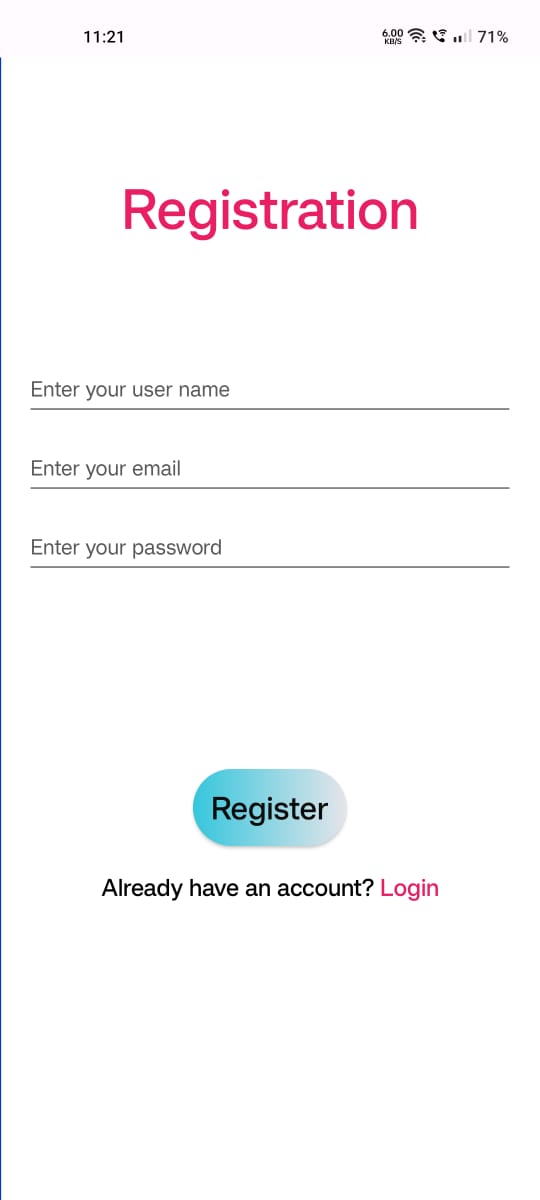 11:21
6.00
KB/S
71%
Registration
Enter your user name
Enter your email
Enter your password
Register
Already have an account? Login